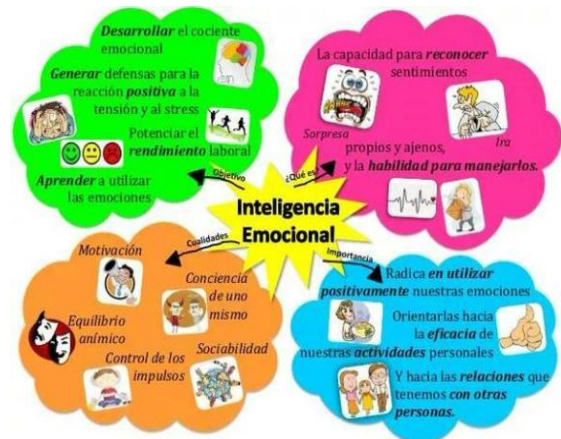 Desarrollar el cociente
emocional
Generar defensas para la
reacción positiva a la
tensión y al stress
Potenciar el
rendimiento laboral
Aprender a utilizar
las emociones
Objetivo
¿Qué es?
La capacidad para reconocer
sentimientos
Sorpresa
Ira
propios y ajenos,
y la habilidad para manejarlos.
Inteligencia
Emocional
Cualidades
Motivación
Conciencia
de uno
mismo
Equilibrio
anímico
Sociabilidad
Control de los
impulsos
Importancia
Radica en utilizar
positivamente nuestras emociones
Orientarlas hacia
la eficacia de
nuestras actividades personales
Y hacia las relaciones que
tenemos con otras
personas.